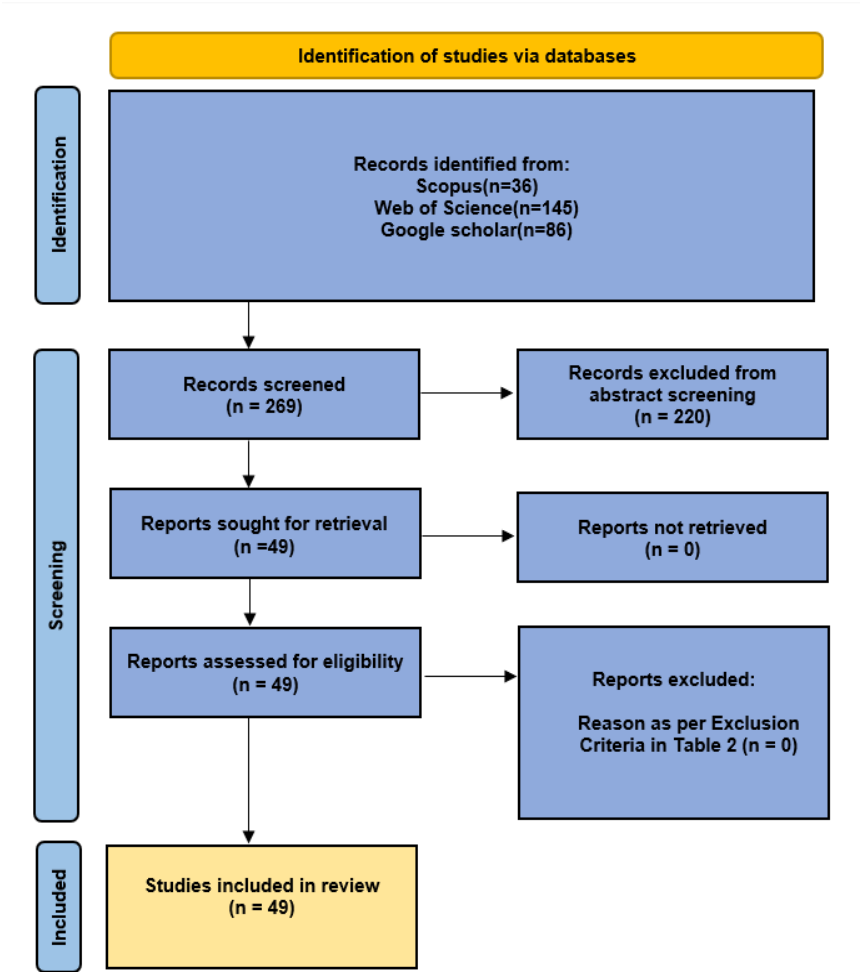 Identification of studies via databases
Identification
Records identified from:
Scopus(n=36)
Web of Science(n=145)
Google scholar(n=86)
Screening
Records screened
(n = 269)
Records excluded from
abstract screening
(n = 220)
Reports sought for retrieval
(n =49)
Reports not retrieved
(n = 0)
Reports assessed for eligibility
(n = 49)
Reports excluded:
Reason as per Exclusion
Criteria in Table 2 (n = 0)
Included
Studies included in review
(n = 49)